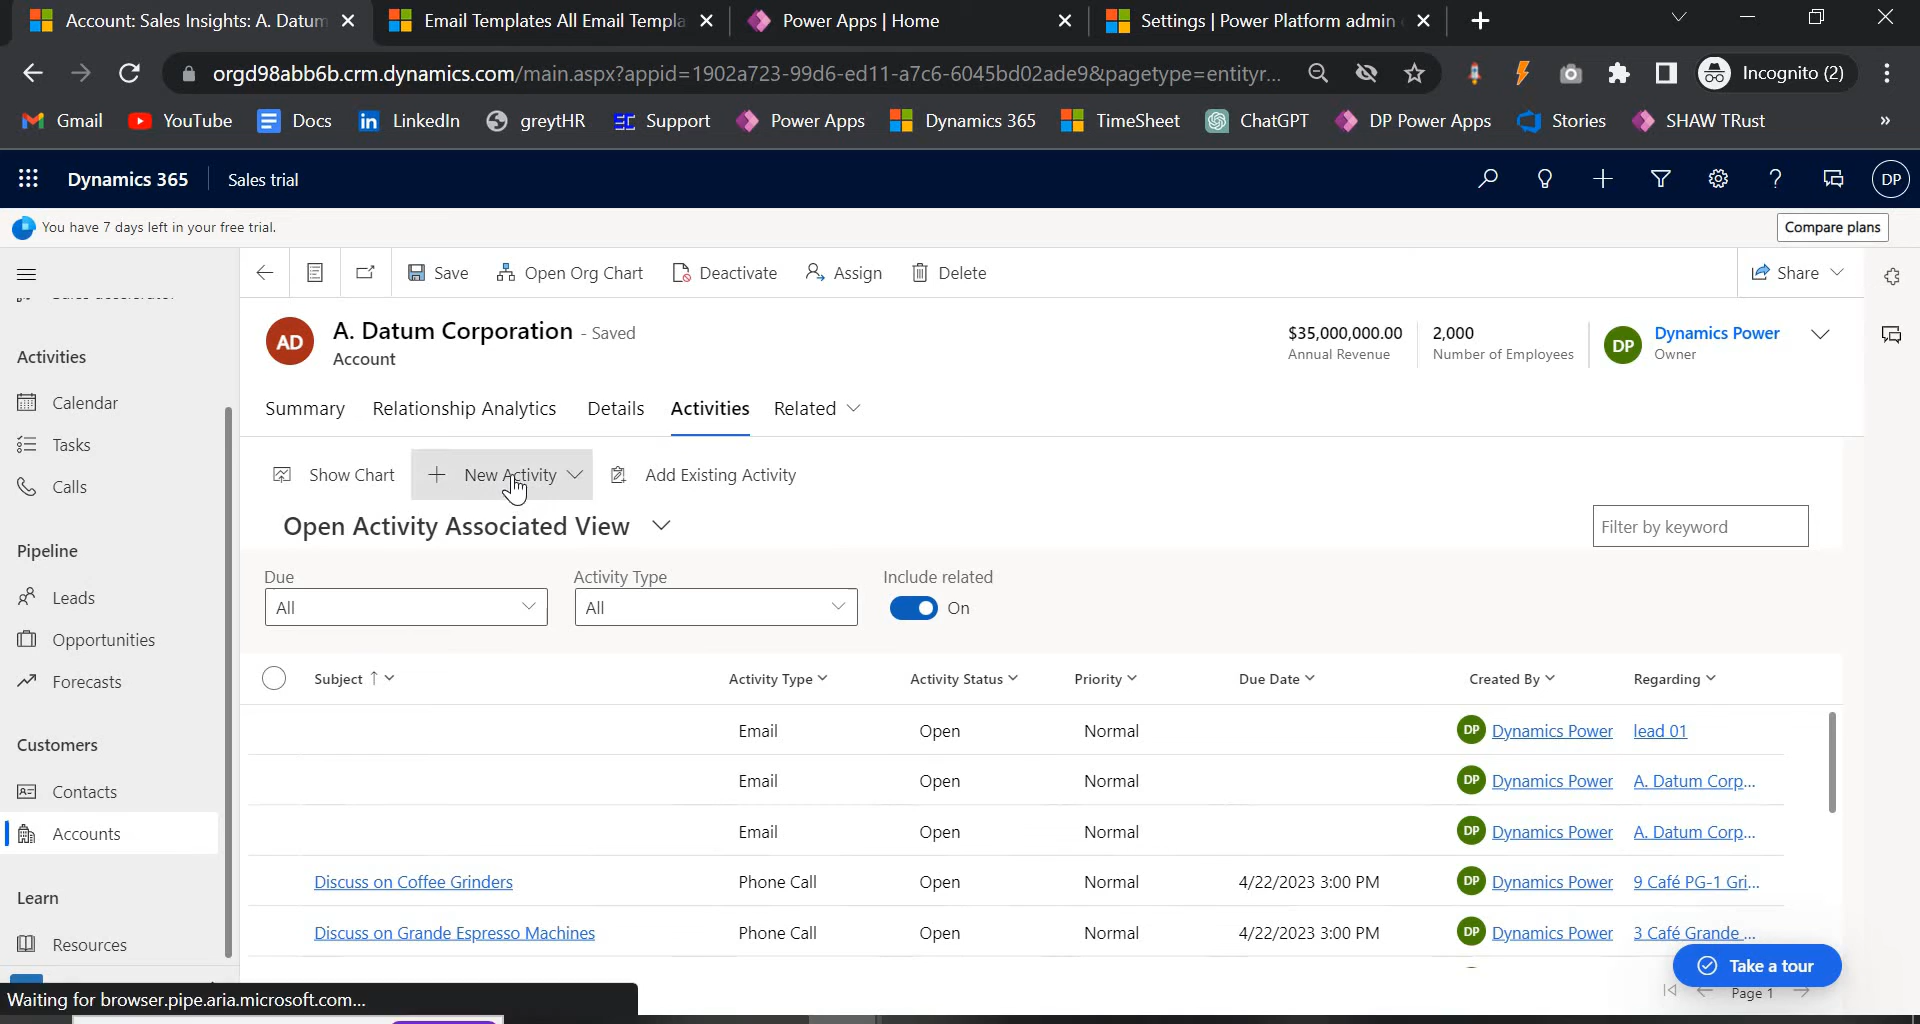 Account: Sales Insights: A. Datum
Email Templates All Email Templa
Power Apps | Home
Settings | Power Platform admin
orgd98abb6b.crm.dynamics.com/main.aspx?appid=1902a723-99d6-ed11-a7c6-6045bd02ade9&pagetype=entityr...
Incognito (2)
Gmail
YouTube
Docs
LinkedIn
greytHR
Support
Power Apps
Dynamics 365
TimeSheet
ChatGPT
DP Power Apps
Stories
SHAW TRust
»
Dynamics 365
Sales trial
DP
You have 7 days left in your free trial.
Compare plans
Save
Open Org Chart
Deactivate
Assign
Delete
Share
AD
A. Datum Corporation - Saved
Account
$35,000,000.00
Annual Revenue
2,000
Number of Employees
DP
Dynamics Power
Owner
Summary
Relationship Analytics
Details
Activities
Related
Sales accelerator
Activities
Calendar
Tasks
Calls
Pipeline
Leads
Opportunities
Forecasts
Customers
Contacts
Accounts
Learn
Resources
Show Chart
New Activity
Add Existing Activity
Open Activity Associated View
Filter by keyword
Due
All
Activity Type
All
Include related
On
Subject
Activity Type
Activity Status
Priority
Due Date
Created By
Regarding
Email Open Normal DP Dynamics Power lead 01
Email Open Normal DP Dynamics Power A. Datum Corp...
Email Open Normal DP Dynamics Power A. Datum Corp...
Discuss on Coffee Grinders Phone Call Open Normal 4/22/2023 3:00 PM DP Dynamics Power 9 Café PG-1 Gri...
Discuss on Grande Espresso Machines Phone Call Open Normal 4/22/2023 3:00 PM DP Dynamics Power 3 Café Grande ...
Take a tour
Page 1
Waiting for browser.pipe.aria.microsoft.com...